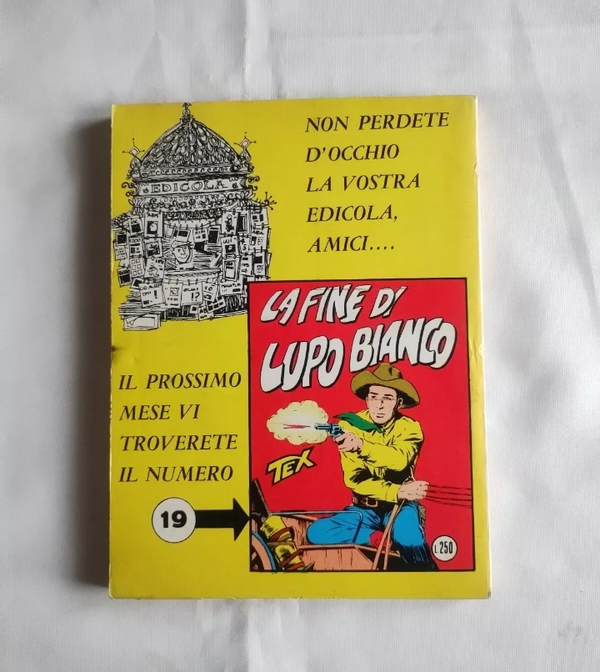 NON PERDETE
D'OCCHIO
LA VOSTRA
EDICOLA,
AMICI....
EDICOLA
LA FINE DI
LUPO BIANCO
TEX
L. 250
IL PROSSIMO
MESE VI
TROVERETE
IL NUMERO
19